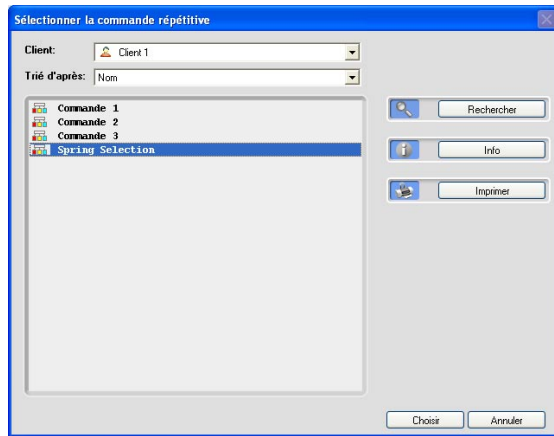 Sélectionner la commande répétitive
Client: Client 1
Trié d'après: Nom
Commande 1
Commande 2
Commande 3
Spring Selection
Rechercher
Info
Imprimer
Choisir Annuler